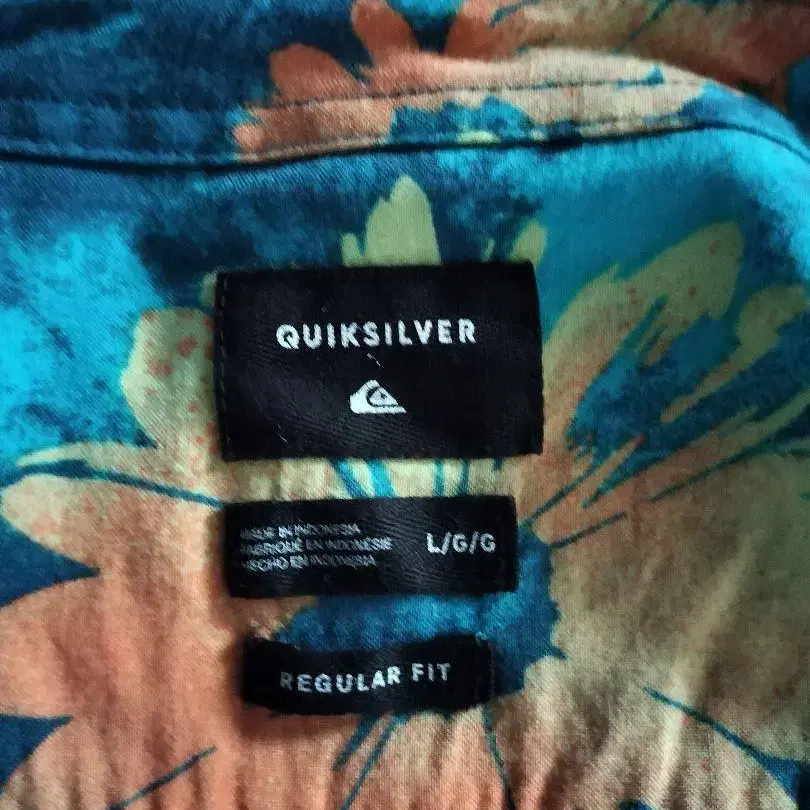 QUIKSILVER
MADE IN INDONESIA
FABRIQUÉ EN INDONÉSIE
HECHO EN INDONESIA
L/G/G
REGULAR FIT